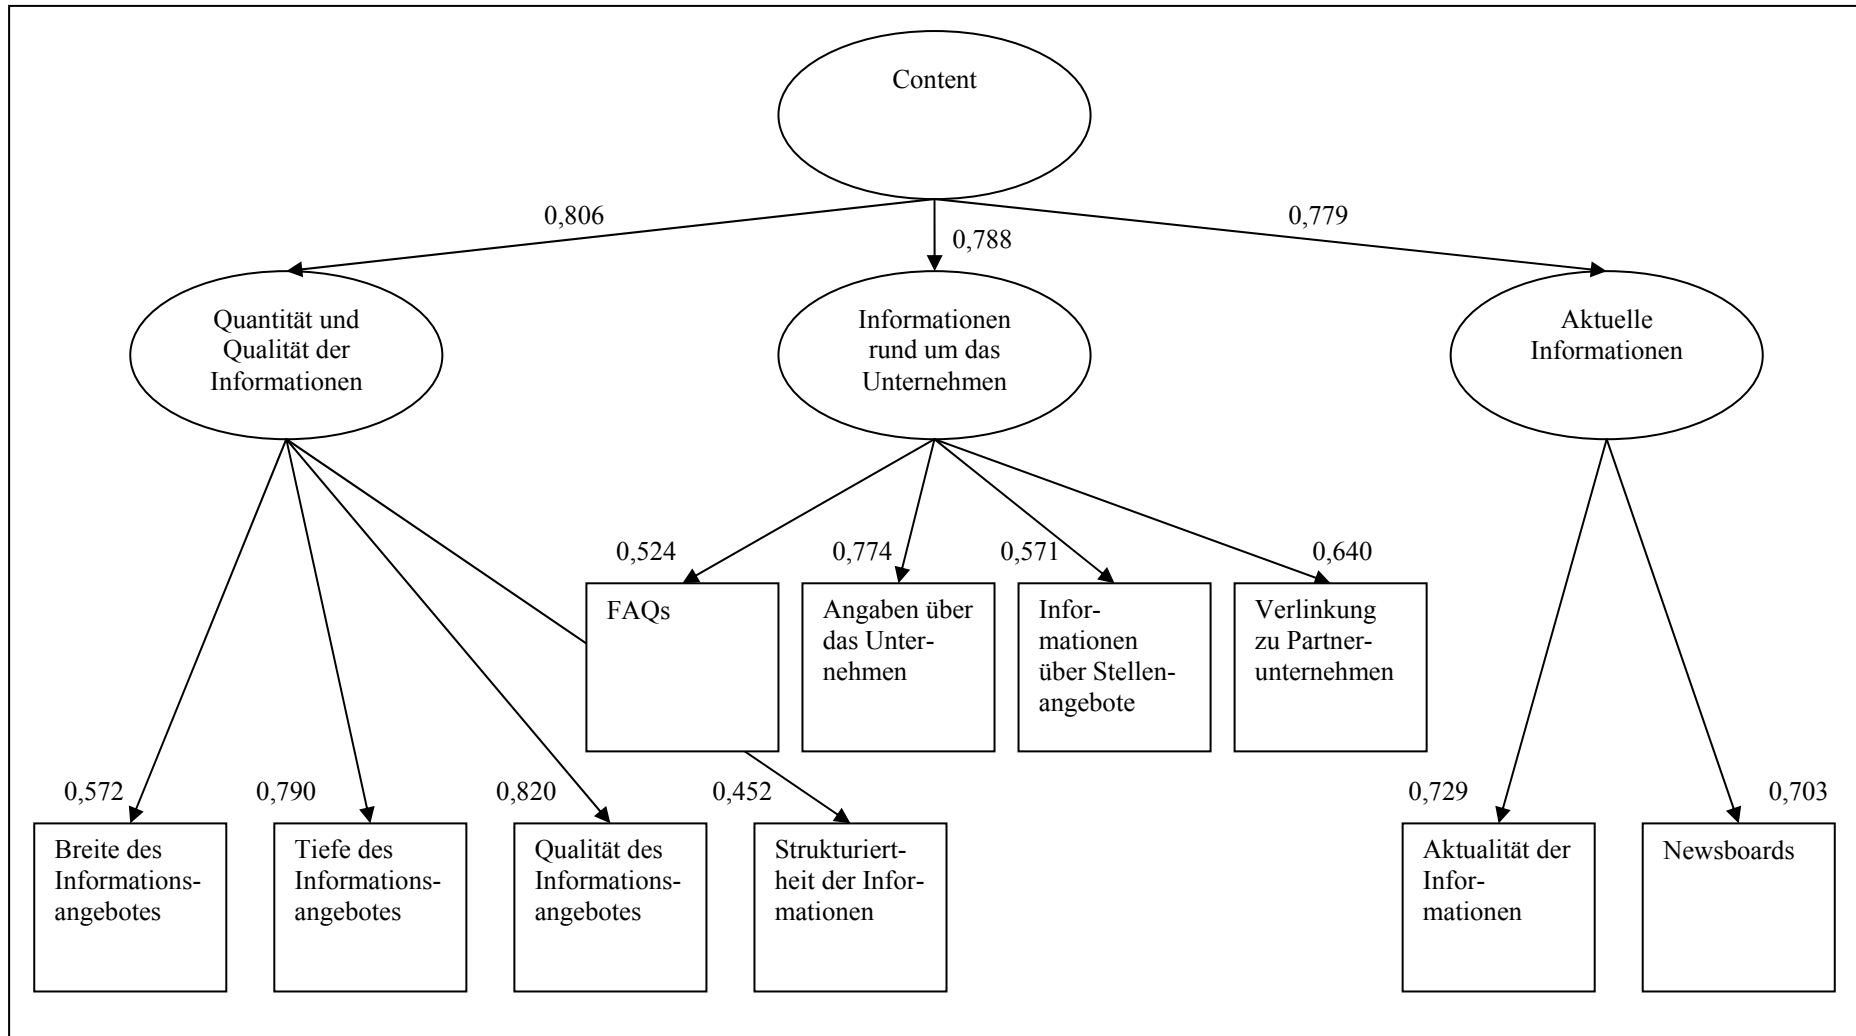 Content
0,806
0,788
0,779
Quantität und
Qualität der
Informationen
Informationen
rund um das
Unternehmen
Aktuelle
Informationen
0,524
0,774
0,571
0,640
FAQs
Angaben über
das Unter-
nehmen
Infor-
mationen
über Stellen-
angebote
Verlinkung
zu Partner-
unternehmen
0,572
0,790
0,820
0,452
0,729
0,703
Breite des
Informations-
angebotes
Tiefe des
Informations-
angebotes
Qualität des
Informations-
angebotes
Strukturiert-
heit der Infor-
mationen
Aktualität der
Infor-
mationen
Newsboards